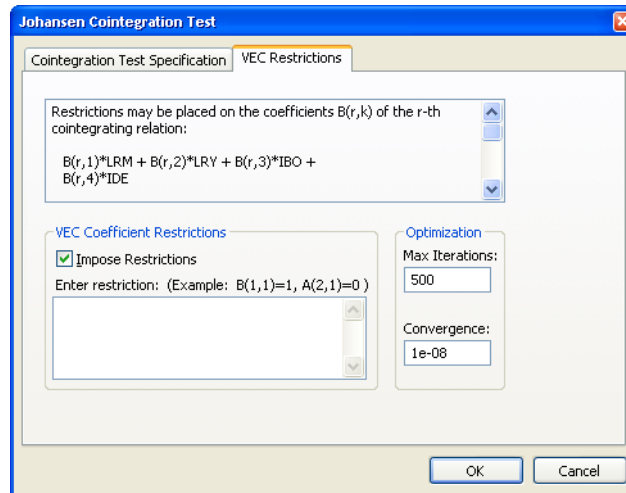 Johansen Cointegration Test
Cointegration Test Specification
VEC Restrictions
Restrictions may be placed on the coefficients B(r,k) of the r-th
cointegrating relation:
B(r,1)*LRM + B(r,2)*LRY + B(r,3)*IBO +
B(r,4)*IDE
VEC Coefficient Restrictions
Impose Restrictions
Enter restriction: (Example: B(1,1)=1, A(2,1)=0 )
Optimization
Max Iterations:
500
Convergence:
1e-08
OK
Cancel